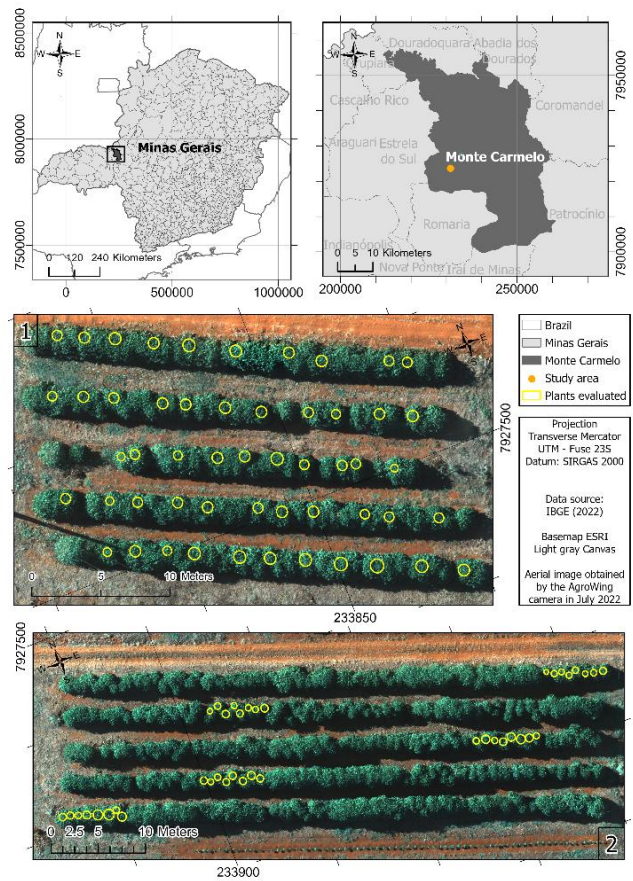 8500000
8000000
7500000
N
W E
S
Minas Gerais
0 120 240 Kilometers
0 500000 1000000
N
W E
S
Douradoquara Abadia dos
Dourados
Cascalho Rico
Coromandel
Araguari Estrela
do Sul
Monte Carmelo
Romaria
Patrocínio
Indianópolis
Nova Ponte Iraí de Minas
0 5 10 Kilometers
200000 250000
7950000
7900000
1
N
W E
S
0 5 10 Meters
7927500
233850
Brazil
Minas Gerais
Monte Carmelo
Study area
Plants evaluated
Projection
Transverse Mercator
UTM - Fuse 23S
Datum: SIRGAS 2000
Data source:
IBGE (2022)
Basemap ESRI
Light gray Canvas
Aerial image obtained
by the AgroWing
camera in July 2022
7927500
N
W E
S
0 2.5 5 10 Meters
2
233900